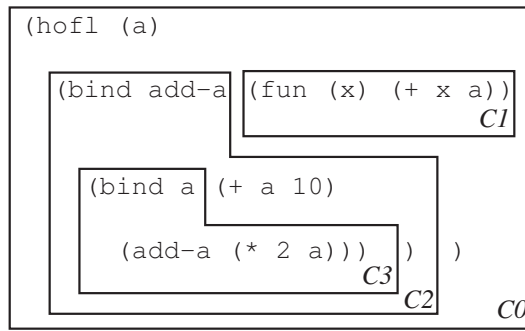 (hofl (a)
(bind add-a (fun (x) (+ x a))
C1
(bind a (+ a 10)
(add-a (* 2 a))) ) )
C3
C2
C0